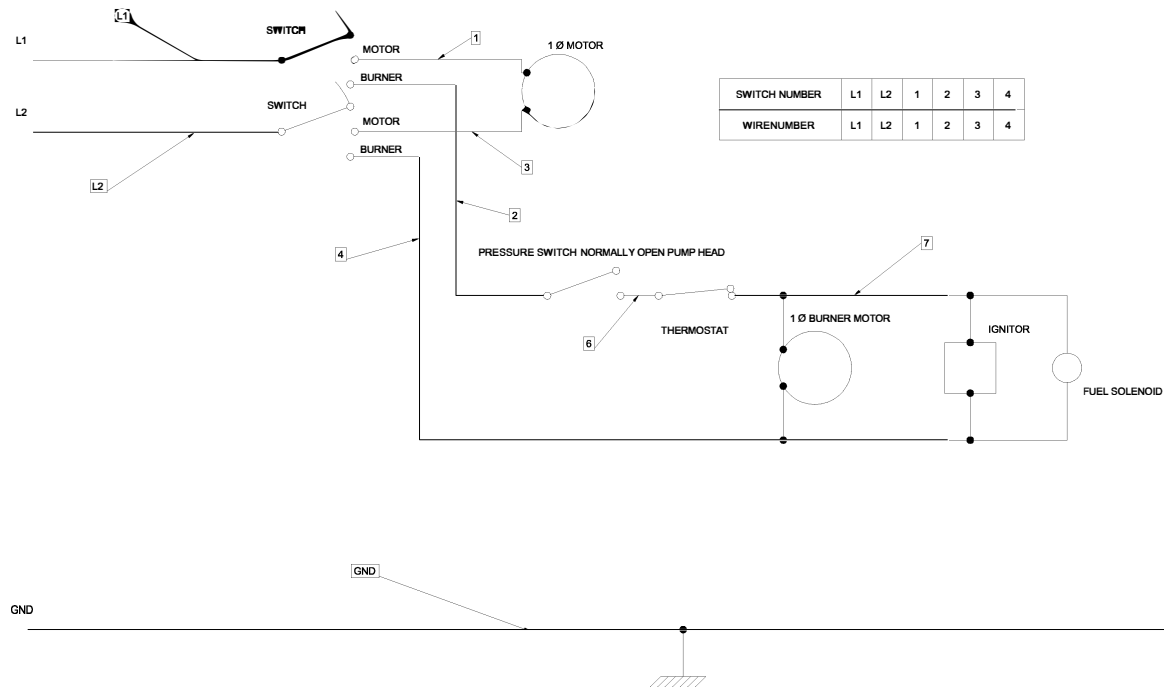 L1
L1
SWITCH
MOTOR
1
1 Ø MOTOR
BURNER
SWITCH NUMBER L1 L2 1 2 3 4
WIRENUMBER L1 L2 1 2 3 4
SWITCH
L2
MOTOR
BURNER
3
L2
2
4
PRESSURE SWITCH NORMALLY OPEN PUMP HEAD
7
6
THERMOSTAT
1 Ø BURNER MOTOR
IGNITOR
FUEL SOLENOID
GND
GND